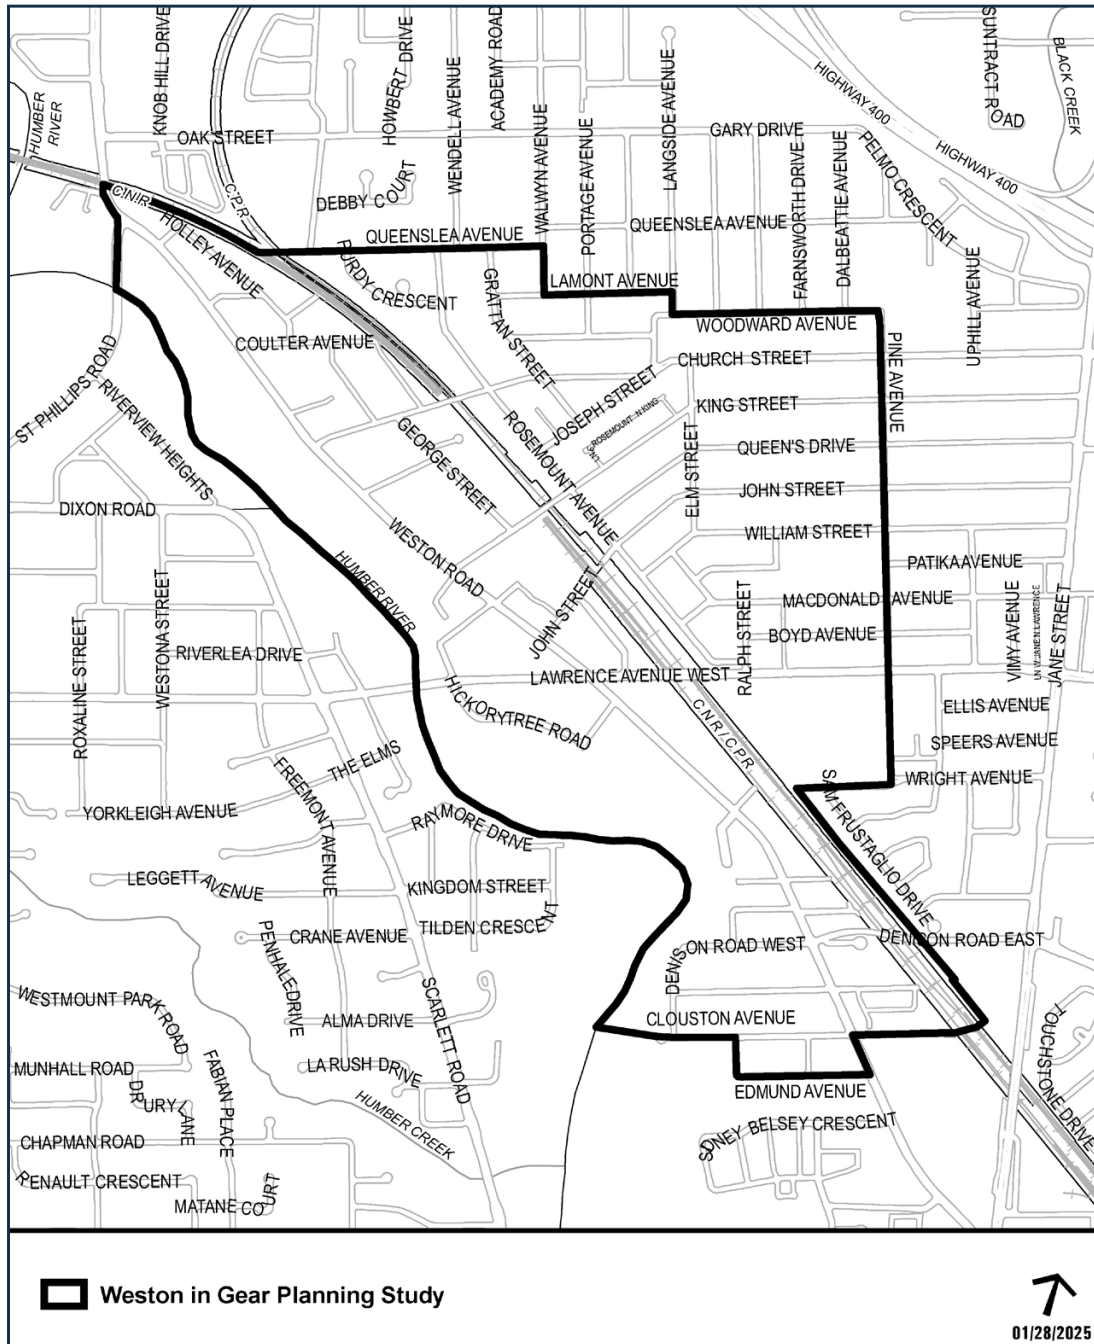 KNOB HILL DRIVE
HOWBERT DRIVE
WENDELL AVENUE
ACADEMY ROAD
LANGSIDE AVENUE
HIGHWAY 400
SUNTRACT ROAD
BLACK CREEK
HUMBER RIVER
OAK STREET
WALWYN AVENUE
PORTAGE AVENUE
GARY DRIVE
FARNSWORTH DRIVE
DALBEATTIE AVENUE
PELMO CRESCENT
HIGHWAY 400
C.N.R.
C.P.R.
DEBBY COURT
HOLLEY AVENUE
QUEENSLEA AVENUE
QUEENSLEA AVENUE
UPHILL AVENUE
PURDY CRESCENT
GRATTAN STREET
LAMONT AVENUE
WOODWARD AVENUE
PINE AVENUE
COULTER AVENUE
CHURCH STREET
ST PHILLIPS ROAD
RIVERVIEW HEIGHTS
JOSEPH STREET
ROSEMOUNT AVENUE
KING STREET
GEORGE STREET
ELM STREET
QUEEN'S DRIVE
DIXON ROAD
JOHN STREET
WESTON ROAD
WILLIAM STREET
HUMBER RIVER
PATIKA AVENUE
JOHN STREET
RALPH STREET
MACDONALD AVENUE
VIMY AVENUE
JANE STREET
ROXALINE STREET
WESTONA STREET
RIVERLEA DRIVE
BOYD AVENUE
LAWRENCE AVENUE WEST
HICKORYTREE ROAD
C.N.R / C.P.R
ELLIS AVENUE
SPEERS AVENUE
THE ELMS
FREEMONT AVENUE
SAM FRUSTAGLIO DRIVE
WRIGHT AVENUE
YORKLEIGH AVENUE
RAYMORE DRIVE
LEGGETT AVENUE
KINGDOM STREET
TILDEN CRESCENT
PENHALE DRIVE
CRANE AVENUE
DENISON ROAD WEST
DENISON ROAD EAST
WESTMOUNT PARK ROAD
ALMA DRIVE
SCARLETT ROAD
CLOUSTON AVENUE
TOUCHSTONE DRIVE
MUNHALL ROAD
DRURY LANE
FABIAN PLACE
LA RUSH DRIVE
HUMBER CREEK
EDMUND AVENUE
CHAPMAN ROAD
SIDNEY BELSEY CRESCENT
RENAULT CRESCENT
MATANE COURT
Weston in Gear Planning Study
01/28/2025